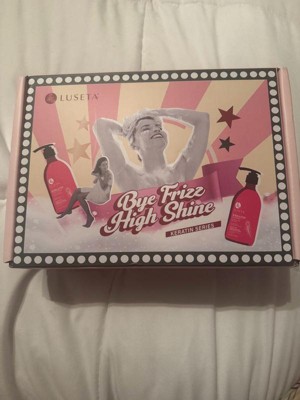 LUSETA
Bye Frizz
High Shine
KERATIN SERIES